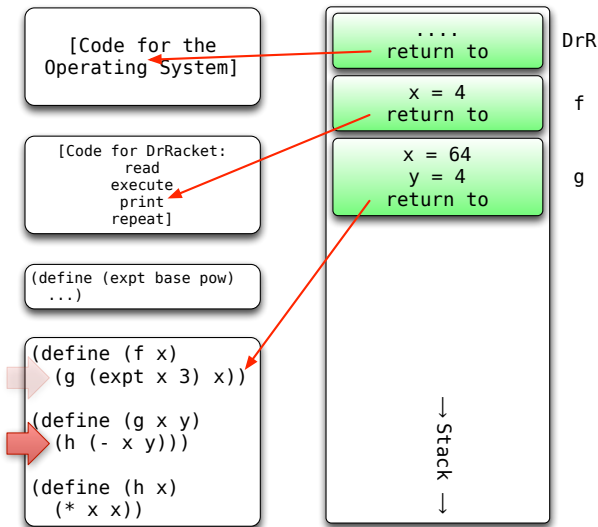 [Code for the
Operating System]
[Code for DrRacket:
read
execute
print
repeat]
(define (expt base pow)
...)
(define (f x)
(g (expt x 3) x))
(define (g x y)
(h (- x y)))
(define (h x)
(* x x))
....
return to
DrR
x = 4
return to
f
x = 64
y = 4
return to
g
→ Stack →